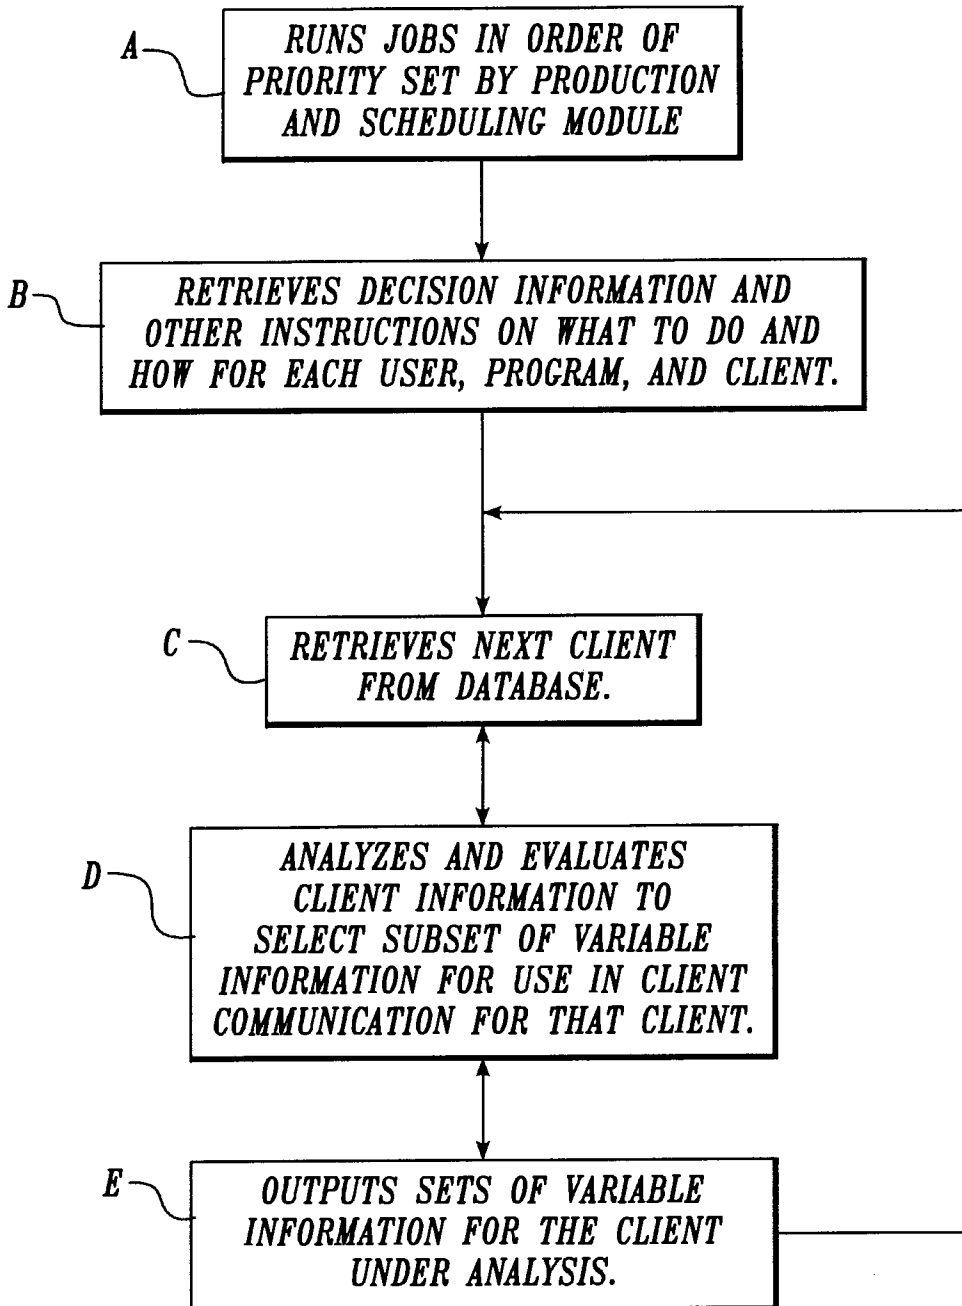 A
RUNS JOBS IN ORDER OF
PRIORITY SET BY PRODUCTION
AND SCHEDULING MODULE
B
RETRIEVES DECISION INFORMATION AND
OTHER INSTRUCTIONS ON WHAT TO DO AND
HOW FOR EACH USER, PROGRAM, AND CLIENT.
C
RETRIEVES NEXT CLIENT
FROM DATABASE.
D
ANALYZES AND EVALUATES
CLIENT INFORMATION TO
SELECT SUBSET OF VARIABLE
INFORMATION FOR USE IN CLIENT
COMMUNICATION FOR THAT CLIENT.
E
OUTPUTS SETS OF VARIABLE
INFORMATION FOR THE CLIENT
UNDER ANALYSIS.